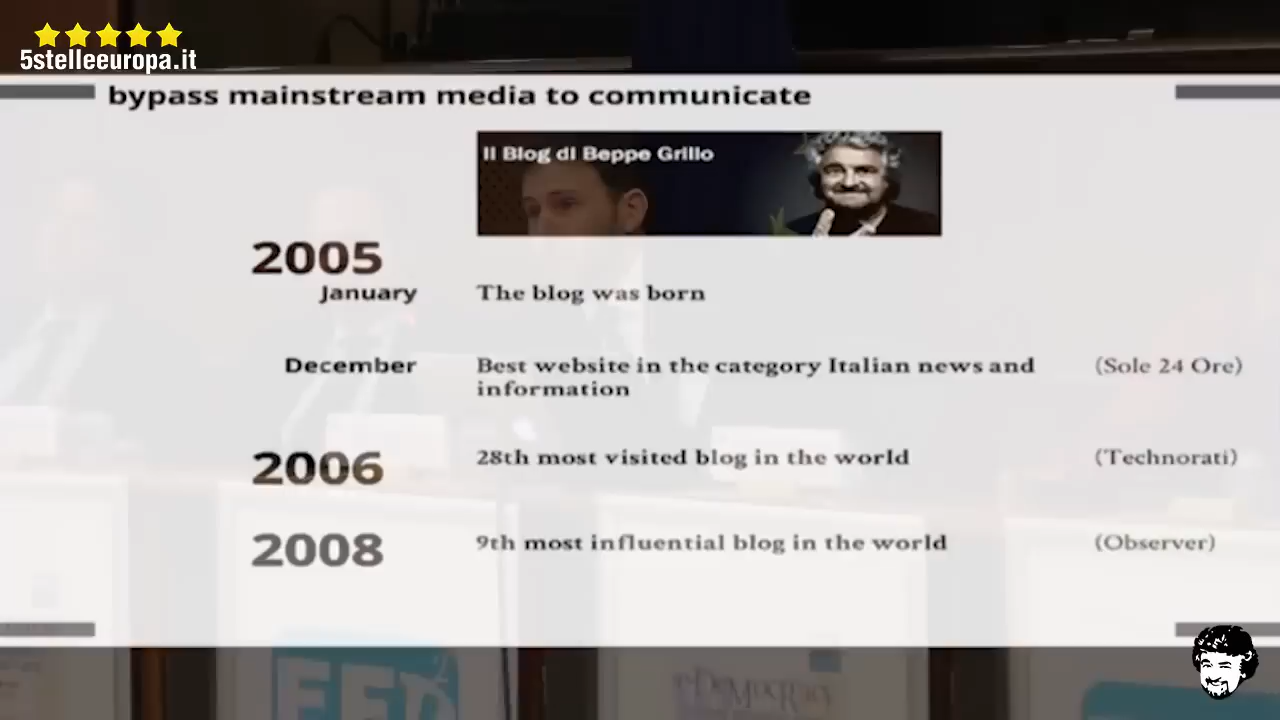 5stelleeuropa.it
bypass mainstream media to communicate
Il Blog di Beppe Grillo
2005
January The blog was born
December Best website in the category Italian news and (Sole 24 Ore)
information
2006 28th most visited blog in the world (Technorati)
2008 9th most influential blog in the world (Observer)
EFD
eDemocracy